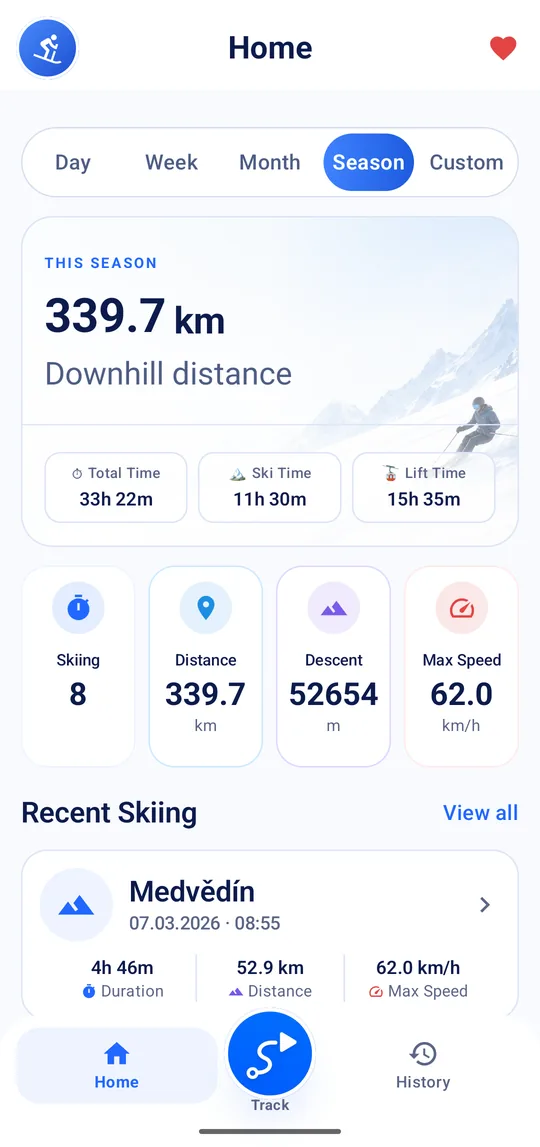 Home
Day Week Month Season Custom
THIS SEASON
339.7 km
Downhill distance
Total Time Ski Time Lift Time
33h 22m 11h 30m 15h 35m
Skiing Distance Descent Max Speed
8 339.7 52654 62.0
km m km/h
Recent Skiing View all
Medvědín
07.03.2026 · 08:55
4h 46m 52.9 km 62.0 km/h
Duration Distance Max Speed
Home Track History